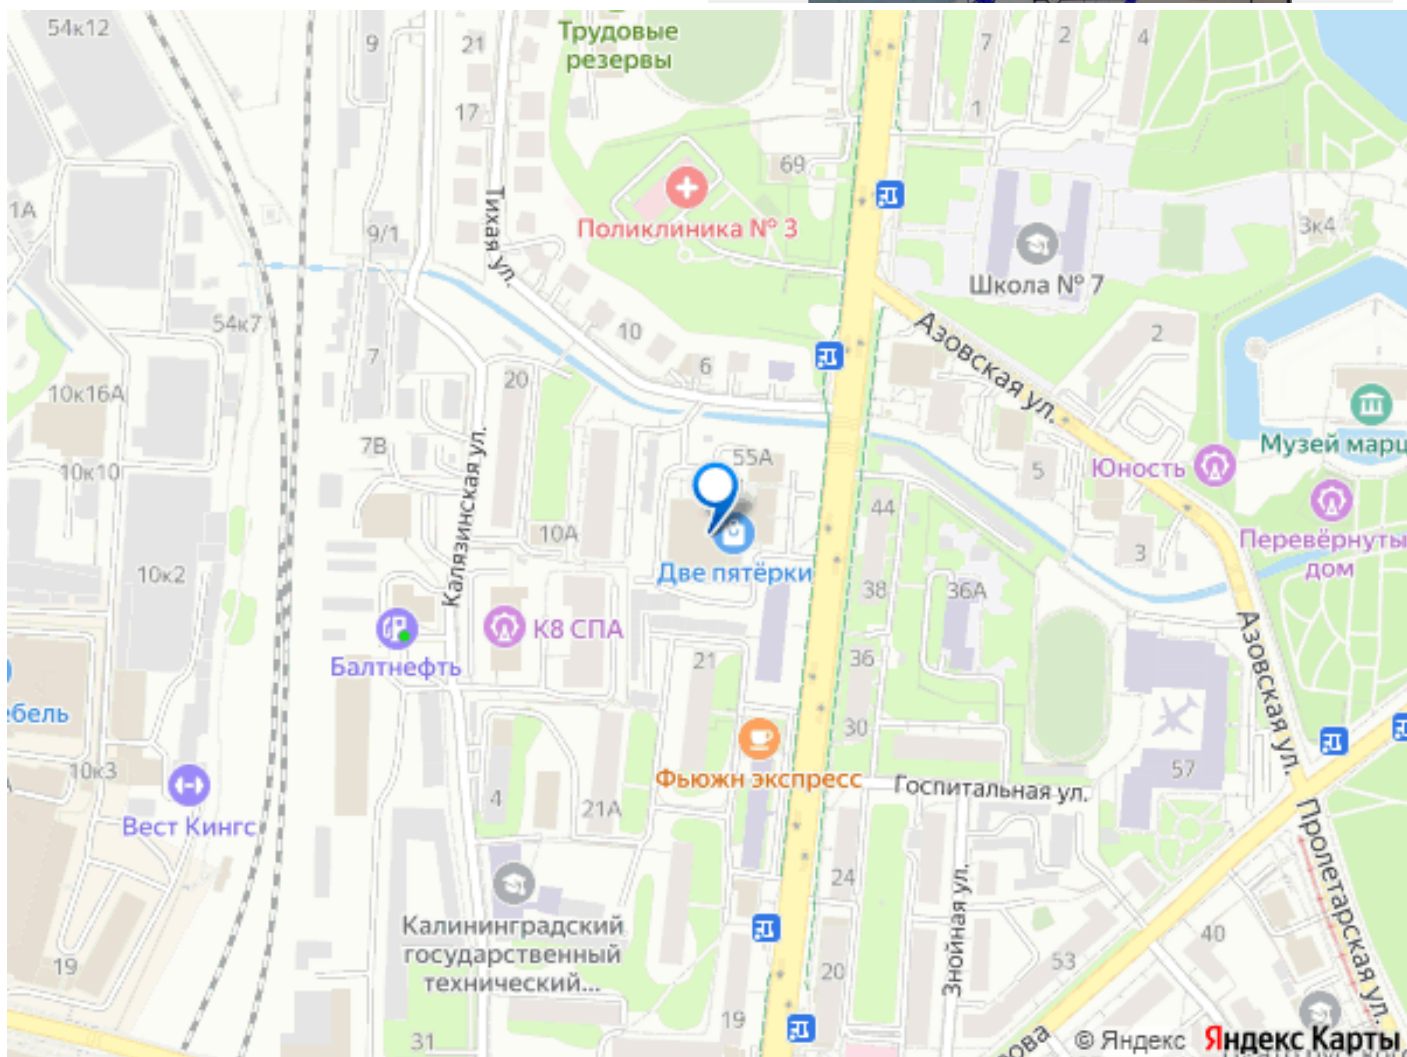 54к12
9
21
Трудовые
резервы
7
2
4
17
1
69
1А
9/1
Тихая ул.
Поликлиника № 3
Школа № 7
3к4
54к7
7
10
6
Азовская ул.
2
10к16А
20
7В
10к10
55А
Юность
Музей марц
5
44
Калязинская ул.
10А
3
Перевёрнуты
дом
10к2
Две пятёрки
38
36А
К8 СПА
Балтнефть
21
36
Азовская ул.
ебель
30
10к3
Фьюжн экспресс
Госпитальная ул.
57
4
21А
Вест Кингс
Пролетарская ул.
24
Знойная ул.
Калининградский
государственный
технический...
40
19
20
53
31
19
ова
© Яндекс Яндекс Карты